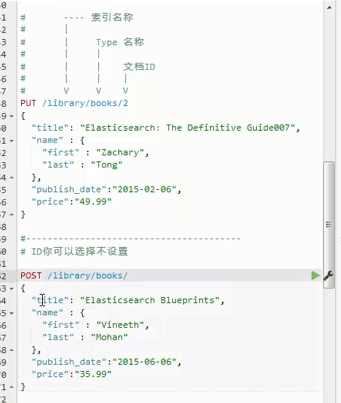 # ---- 索引名称
# |
# | Type 名称
# | |
# | | 文档ID
# | | |
# V V V
PUT /library/books/2
{
"title": "Elasticsearch: The Definitive Guide007",
"name" : {
"first" : "Zachary",
"last" : "Tong"
},
"publish_date":"2015-02-06",
"price":"49.99"
}
#---------------------------------------
# ID你可以选择不设置
POST /library/books/
{
"title": "Elasticsearch Blueprints",
"name" : {
"first" : "Vineeth",
"last" : "Mohan"
},
"publish_date":"2015-06-06",
"price":"35.99"
}